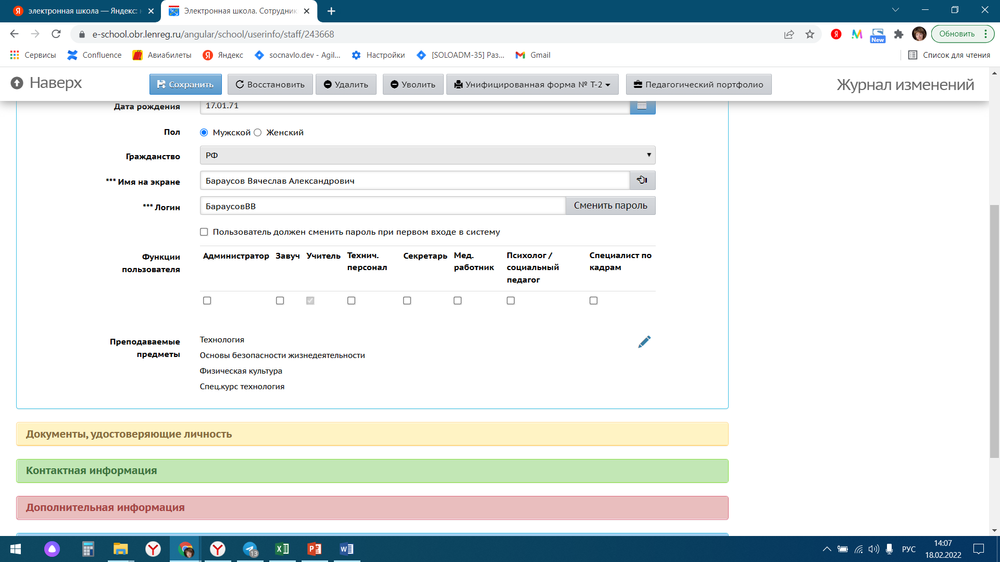 электронная школа — Яндекс: н
Электронная школа. Сотрудник
e-school.obr.lenreg.ru/angular/school/userinfo/staff/243668
New
Обновить
Сервисы
Confluence
Авиабилеты
Яндекс
socnavlo.dev - Agil...
Настройки
[SOLOADM-35] Раз...
Gmail
Список для чтения
Наверх
Сохранить
Восстановить
Удалить
Уволить
Унифицированная форма № Т-2
Педагогический портфолио
Журнал изменений
Дата рождения
17.01.71
Пол
Мужской
Женский
Гражданство
РФ
*** Имя на экране
Бараусов Вячеслав Александрович
*** Логин
БараусовВВ
Сменить пароль
Пользователь должен сменить пароль при первом входе в систему
Функции
пользователя
Администратор
Завуч
Учитель
Технич.
персонал
Секретарь
Мед.
работник
Психолог /
социальный
педагог
Специалист по
кадрам
Преподаваемые
предметы
Технология
Основы безопасности жизнедеятельности
Физическая культура
Спец.курс технология
Документы, удостоверяющие личность
Контактная информация
Дополнительная информация
13
РУС
14:07
18.02.2022